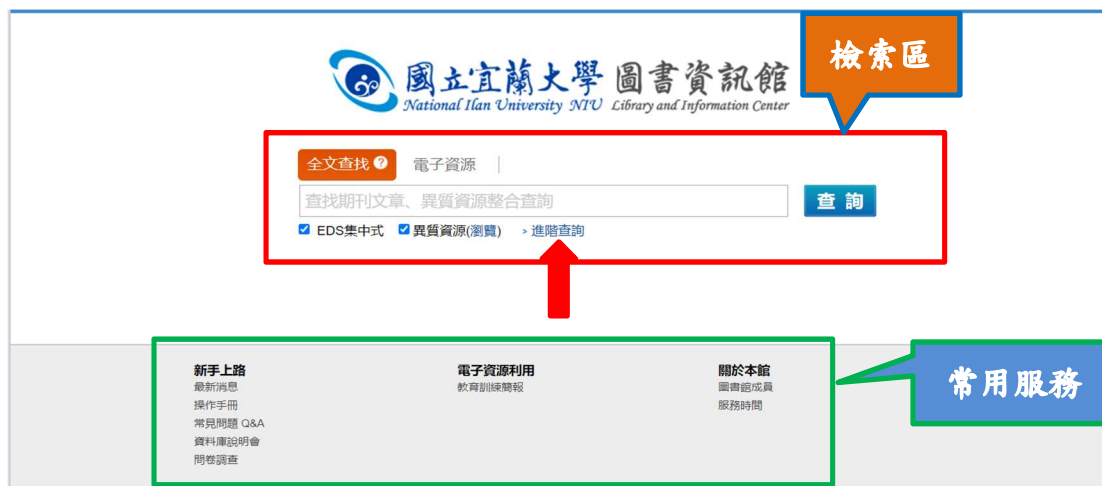 檢索區
國立宜蘭大學 圖書資訊館
National Ilan University NIU Library and Information Center
全文查找 ? 電子資源
查找期刊文章、異質資源整合查詢
查 詢
EDS集中式 異質資源(瀏覽) › 進階查詢
常用服務
新手上路
最新消息
操作手冊
常見問題 Q&A
資料庫說明會
問卷調查
電子資源利用
教育訓練簡報
關於本館
圖書館成員
服務時間